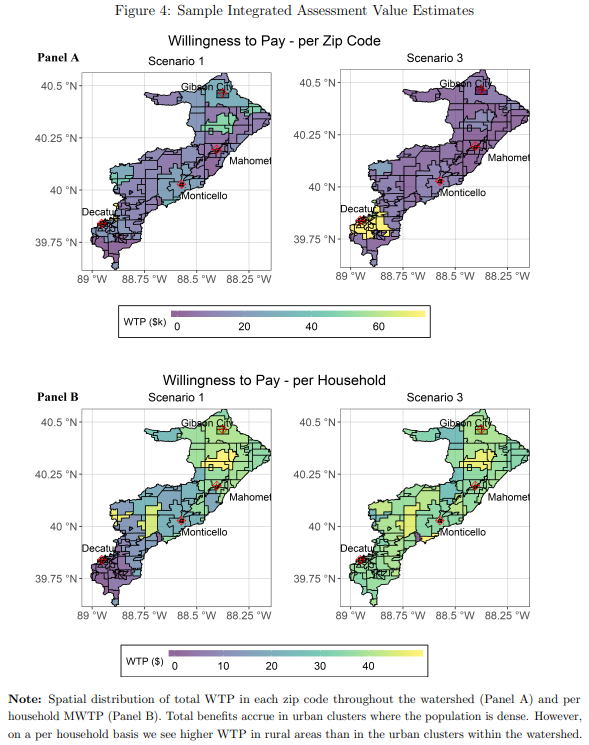 Figure 4: Sample Integrated Assessment Value Estimates
Willingness to Pay - per Zip Code
Panel A
Scenario 1
Scenario 3
40.5 °N
40.25 °N
40 °N
39.75 °N
Gibson City
Mahomet
Monticello
Decatur
89 °W
88.75 °W
88.5 °W
88.25 °W
40.5 °N
40.25 °N
40 °N
39.75 °N
Gibson City
Mahomet
Monticello
Decatur
89 °W
88.75 °W
88.5 °W
88.25 °W
WTP ($k)
0
20
40
60
Willingness to Pay - per Household
Panel B
Scenario 1
Scenario 3
40.5 °N
40.25 °N
40 °N
39.75 °N
Gibson City
Mahomet
Monticello
Decatur
89 °W
88.75 °W
88.5 °W
88.25 °W
40.5 °N
40.25 °N
40 °N
39.75 °N
Gibson City
Mahomet
Monticello
Decatur
89 °W
88.75 °W
88.5 °W
88.25 °W
WTP ($)
0
10
20
30
40
Note: Spatial distribution of total WTP in each zip code throughout the watershed (Panel A) and per
household MWTP (Panel B). Total benefits accrue in urban clusters where the population is dense. However,
on a per household basis we see higher WTP in rural areas than in the urban clusters within the watershed.